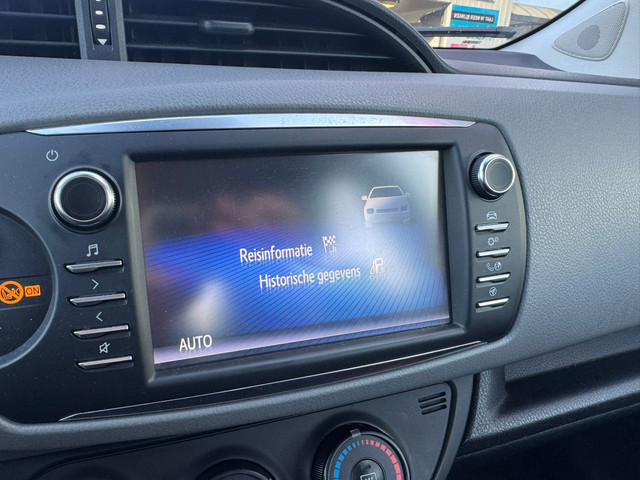 Reisinformatie
Historische gegevens
AUTO
ON